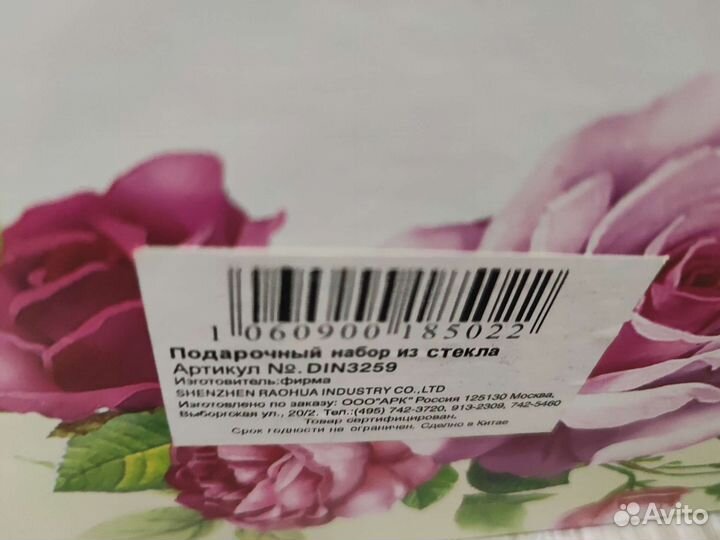 1 060900 185022
Подарочный набор из стекла
Артикул №. DIN3259
Изготовитель:фирма
SHENZHEN RAOHUA INDUSTRY CO.,LTD
Изготовлено по заказу: ООО"АРК" Россия 125130 Москва,
Выборгская ул., 20/2. Тел.:(495) 742-3720, 913-2309, 742-5460
Товар сертифицирован.
Срок годности не ограничен. Сделано в Китае
Avito